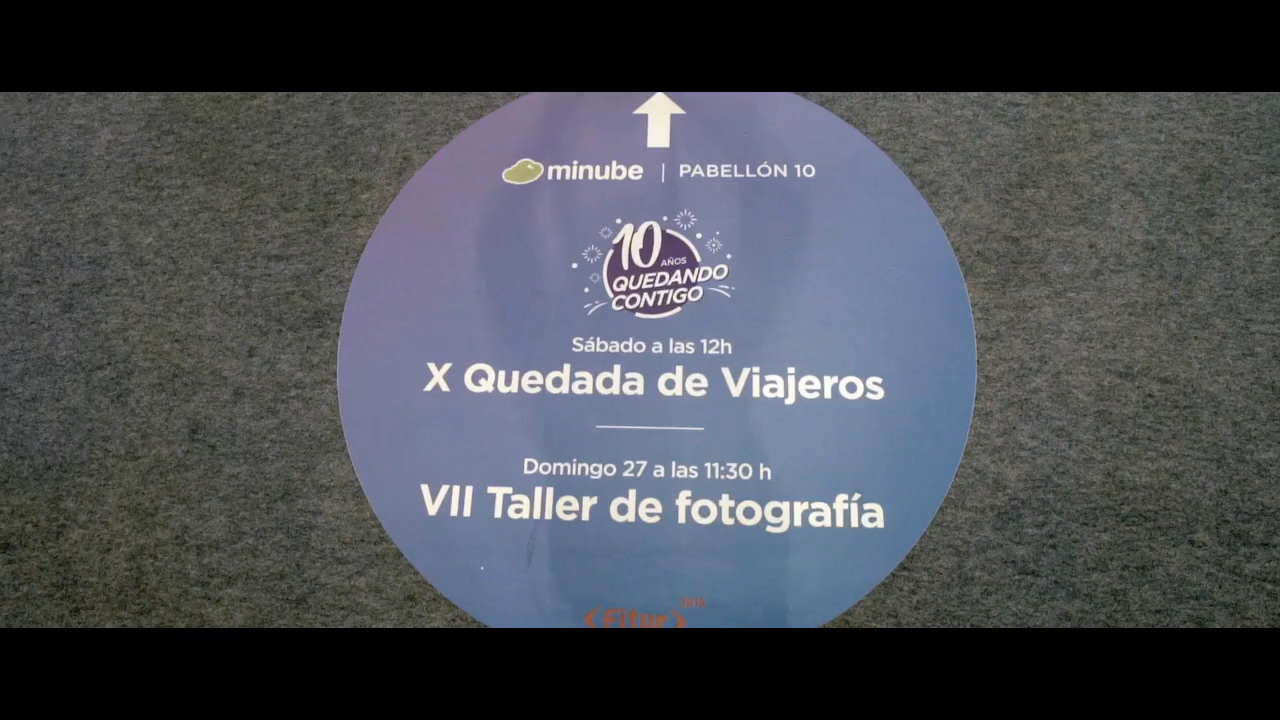 minube | PABELLÓN 10
10
AÑOS
QUEDANDO
CONTIGO
Sábado a las 12h
X Quedada de Viajeros
Domingo 27 a las 11:30 h
VII Taller de fotografía
Fitur